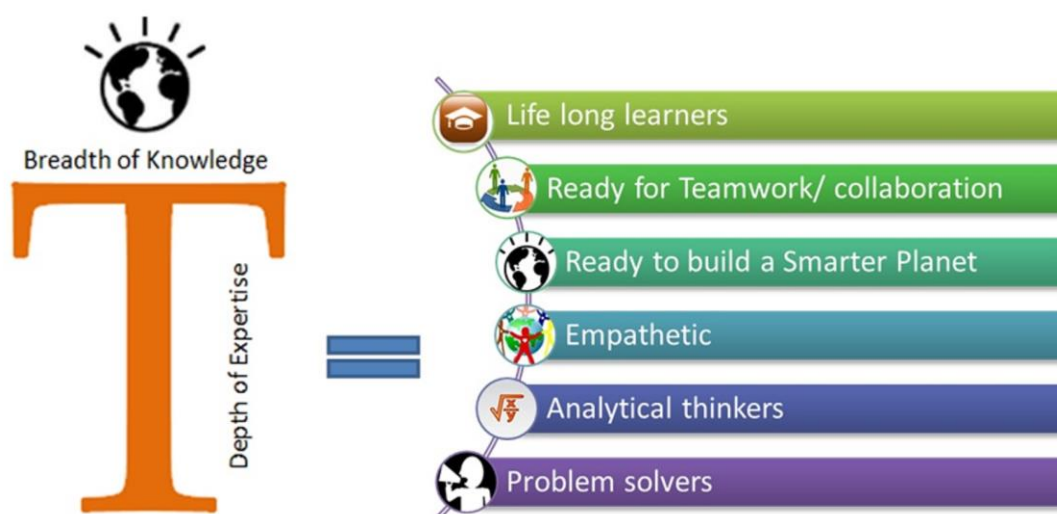 Breadth of Knowledge
T
Depth of Expertise
=
Life long learners
Ready for Teamwork/ collaboration
Ready to build a Smarter Planet
Empathetic
√x/y
Analytical thinkers
Problem solvers